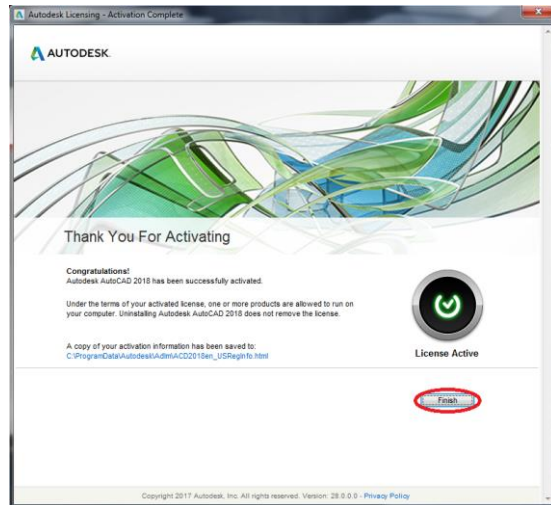 Autodesk Licensing - Activation Complete
AUTODESK.
Thank You For Activating
Congratulations!
Autodesk AutoCAD 2018 has been successfully activated.
Under the terms of your activated license, one or more products are allowed to run on
your computer. Uninstalling Autodesk AutoCAD 2018 does not remove the license.
A copy of your activation information has been saved to:
C:\ProgramData\Autodesk\Adlm\ACD2018en_USRegInfo.html
License Active
Finish
Copyright 2017 Autodesk, Inc. All rights reserved. Version: 28.0.0.0 - Privacy Policy